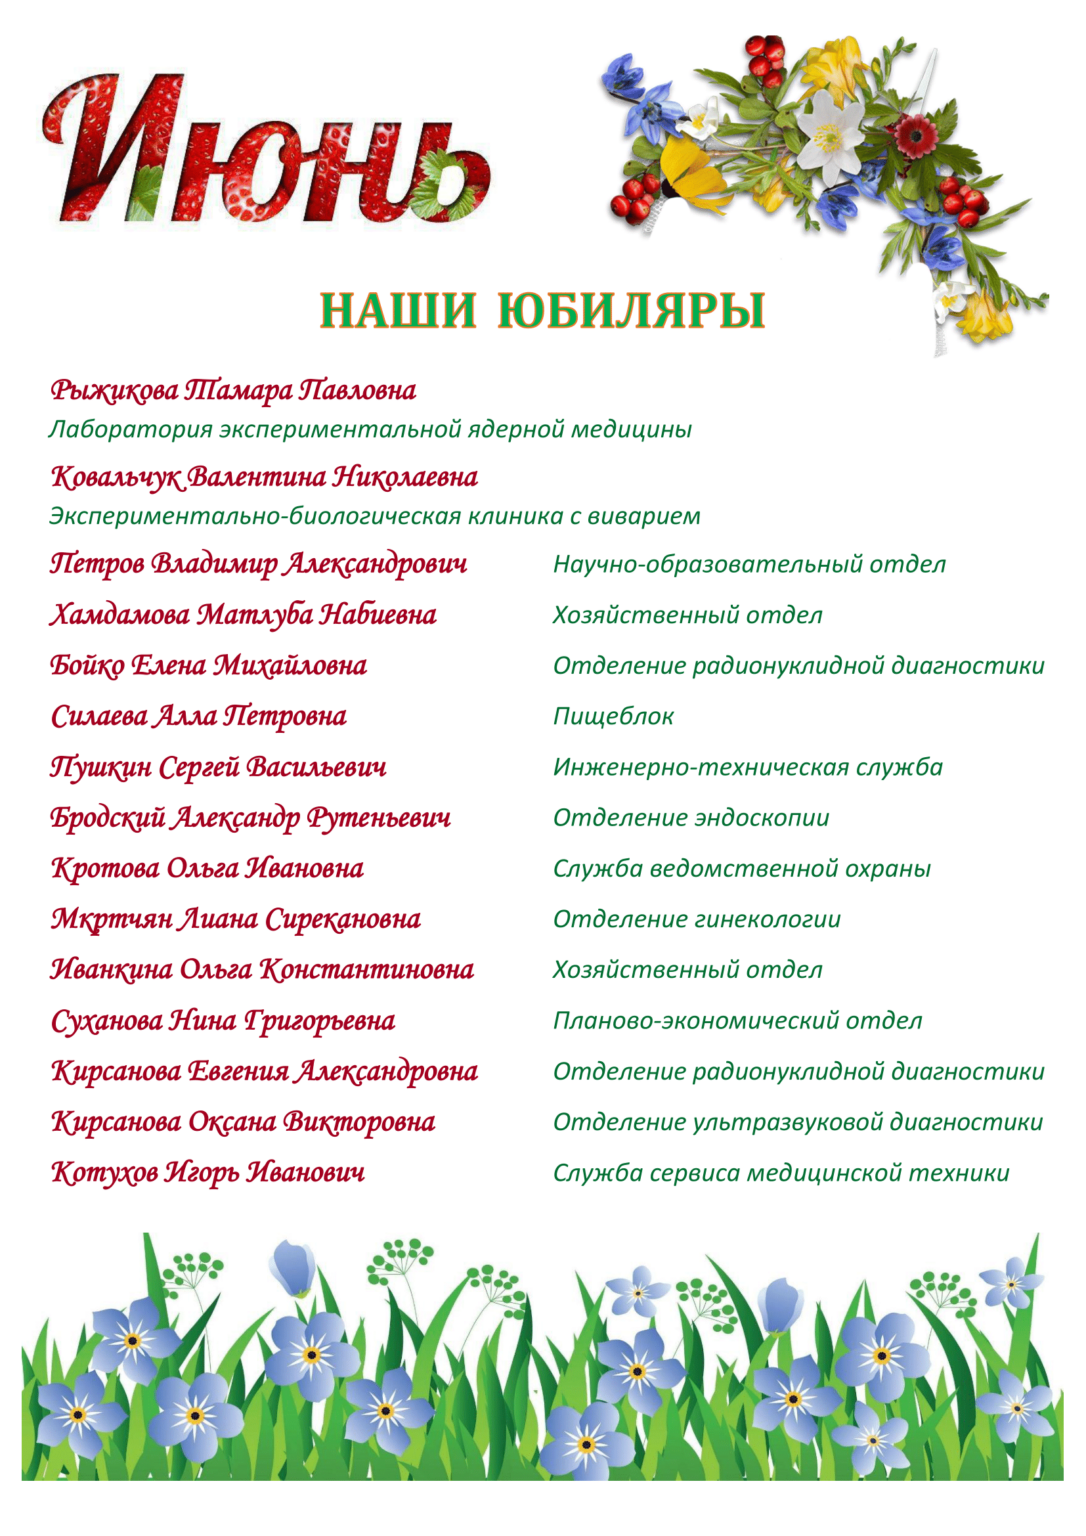 Июнь
НАШИ ЮБИЛЯРЫ
Рыжикова Тамара Павловна
Лаборатория экспериментальной ядерной медицины
Ковальчук Валентина Николаевна
Экспериментально-биологическая клиника с виварием
Петров Владимир Александрович Научно-образовательный отдел
Хамдамова Матлуба Набиевна Хозяйственный отдел
Бойко Елена Михайловна Отделение радионуклидной диагностики
Силаева Алла Петровна Пищеблок
Пушкин Сергей Васильевич Инженерно-техническая служба
Бродский Александр Рутеньевич Отделение эндоскопии
Кротова Ольга Ивановна Служба ведомственной охраны
Мкртчян Лиана Сирекановна Отделение гинекологии
Иванкина Ольга Константиновна Хозяйственный отдел
Суханова Нина Григорьевна Планово-экономический отдел
Кирсанова Евгения Александровна Отделение радионуклидной диагностики
Кирсанова Оксана Викторовна Отделение ультразвуковой диагностики
Котухов Игорь Иванович Служба сервиса медицинской техники